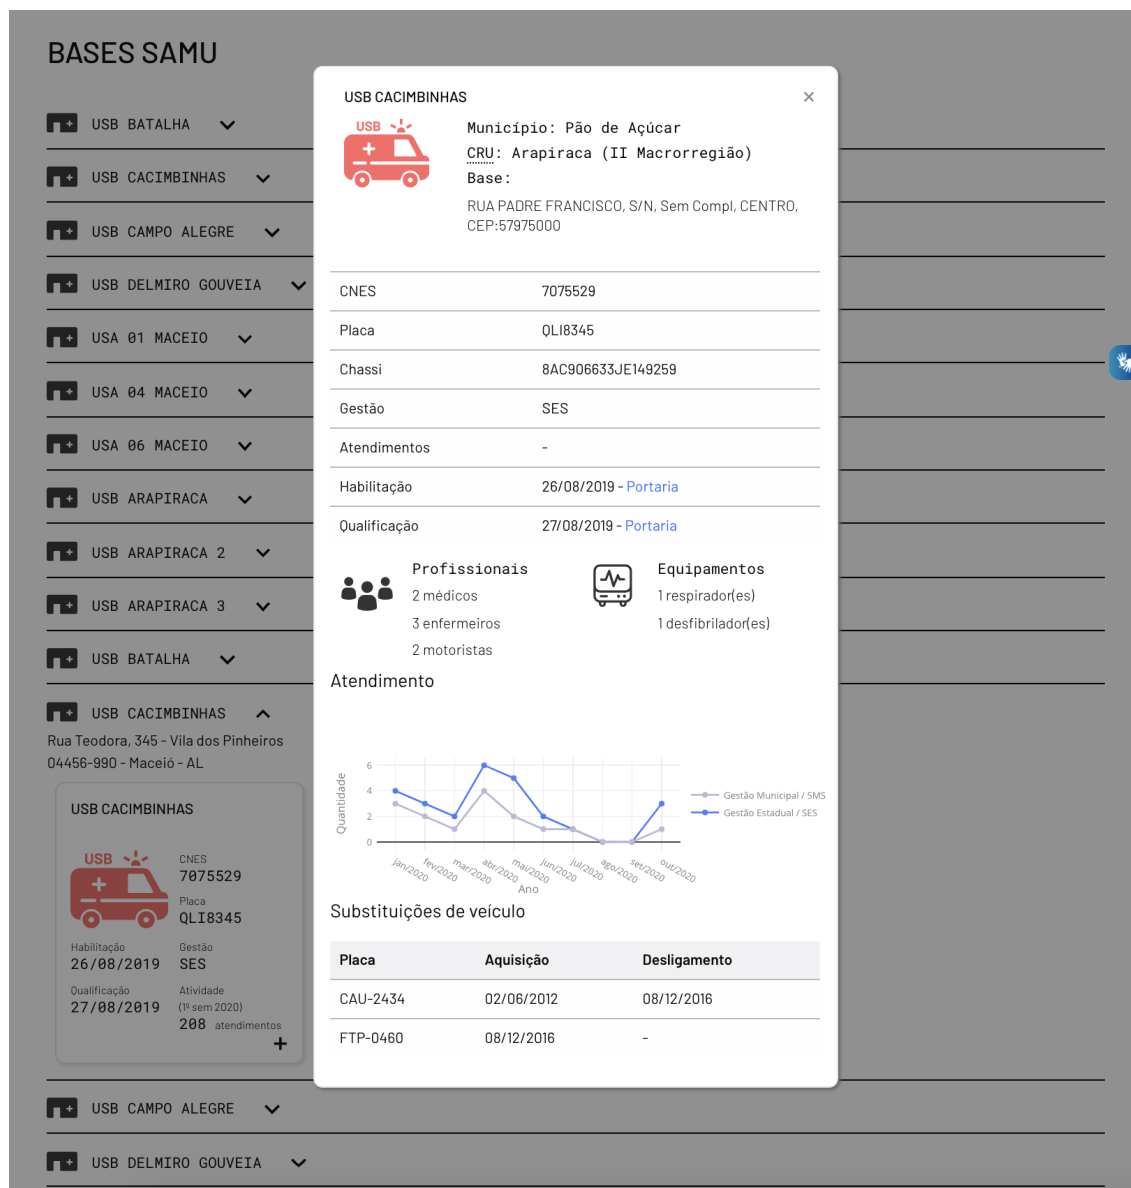 BASES SAMU
USB BATALHA
USB CACIMBINHAS
USB CAMPO ALEGRE
USB DELMIRO GOUVEIA
USA 01 MACEIO
USA 04 MACEIO
USA 06 MACEIO
USB ARAPIRACA
USB ARAPIRACA 2
USB ARAPIRACA 3
USB BATALHA
USB CACIMBINHAS
Rua Teodora, 345 - Vila dos Pinheiros
04456-990 - Maceió - AL
USB CACIMBINHAS
USB
CNES
7075529
Placa
QLI8345
Habilitação
26/08/2019
Gestão
SES
Qualificação
27/08/2019
Atividade
(1º sem 2020)
208 atendimentos
+
USB CAMPO ALEGRE
USB DELMIRO GOUVEIA
USB CACIMBINHAS
×
USB
Município: Pão de Açúcar
CRU: Arapiraca (II Macrorregião)
Base:
RUA PADRE FRANCISCO, S/N, Sem Compl, CENTRO,
CEP:57975000
CNES 7075529
Placa QLI8345
Chassi 8AC906633JE149259
Gestão SES
Atendimentos -
Habilitação 26/08/2019 - Portaria
Qualificação 27/08/2019 - Portaria
Profissionais
2 médicos
3 enfermeiros
2 motoristas
Equipamentos
1 respirador(es)
1 desfibrilador(es)
Atendimento
Quantidade
6
4
2
0
jan/2020
fev/2020
mar/2020
abr/2020
mai/2020
jun/2020
jul/2020
ago/2020
set/2020
out/2020
Ano
Gestão Municipal / SMS
Gestão Estadual / SES
Substituições de veículo
Placa Aquisição Desligamento
CAU-2434 02/06/2012 08/12/2016
FTP-0460 08/12/2016 -